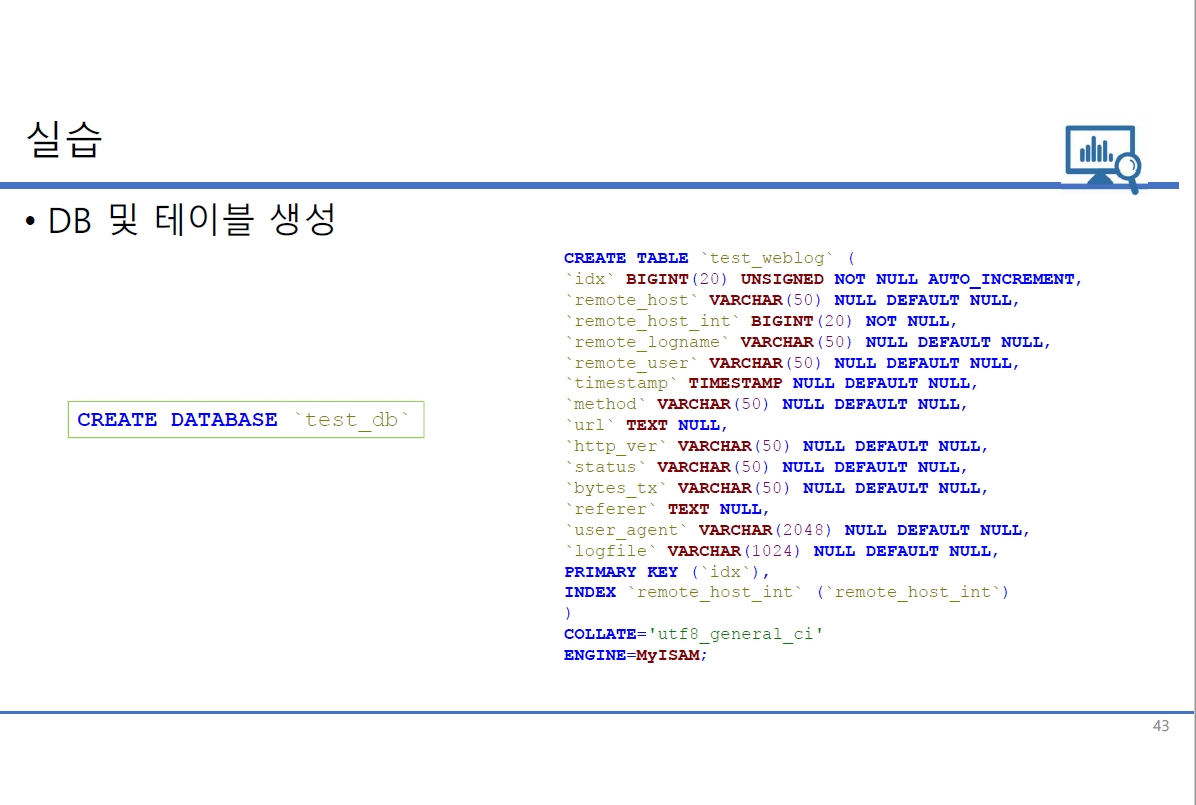 실습
• DB 및 테이블 생성
CREATE DATABASE `test_db`
CREATE TABLE `test_weblog` (
`idx` BIGINT(20) UNSIGNED NOT NULL AUTO_INCREMENT,
`remote_host` VARCHAR(50) NULL DEFAULT NULL,
`remote_host_int` BIGINT(20) NOT NULL,
`remote_logname` VARCHAR(50) NULL DEFAULT NULL,
`remote_user` VARCHAR(50) NULL DEFAULT NULL,
`timestamp` TIMESTAMP NULL DEFAULT NULL,
`method` VARCHAR(50) NULL DEFAULT NULL,
`url` TEXT NULL,
`http_ver` VARCHAR(50) NULL DEFAULT NULL,
`status` VARCHAR(50) NULL DEFAULT NULL,
`bytes_tx` VARCHAR(50) NULL DEFAULT NULL,
`referer` TEXT NULL,
`user_agent` VARCHAR(2048) NULL DEFAULT NULL,
`logfile` VARCHAR(1024) NULL DEFAULT NULL,
PRIMARY KEY (`idx`),
INDEX `remote_host_int` (`remote_host_int`)
)
COLLATE='utf8_general_ci'
ENGINE=MyISAM;
43